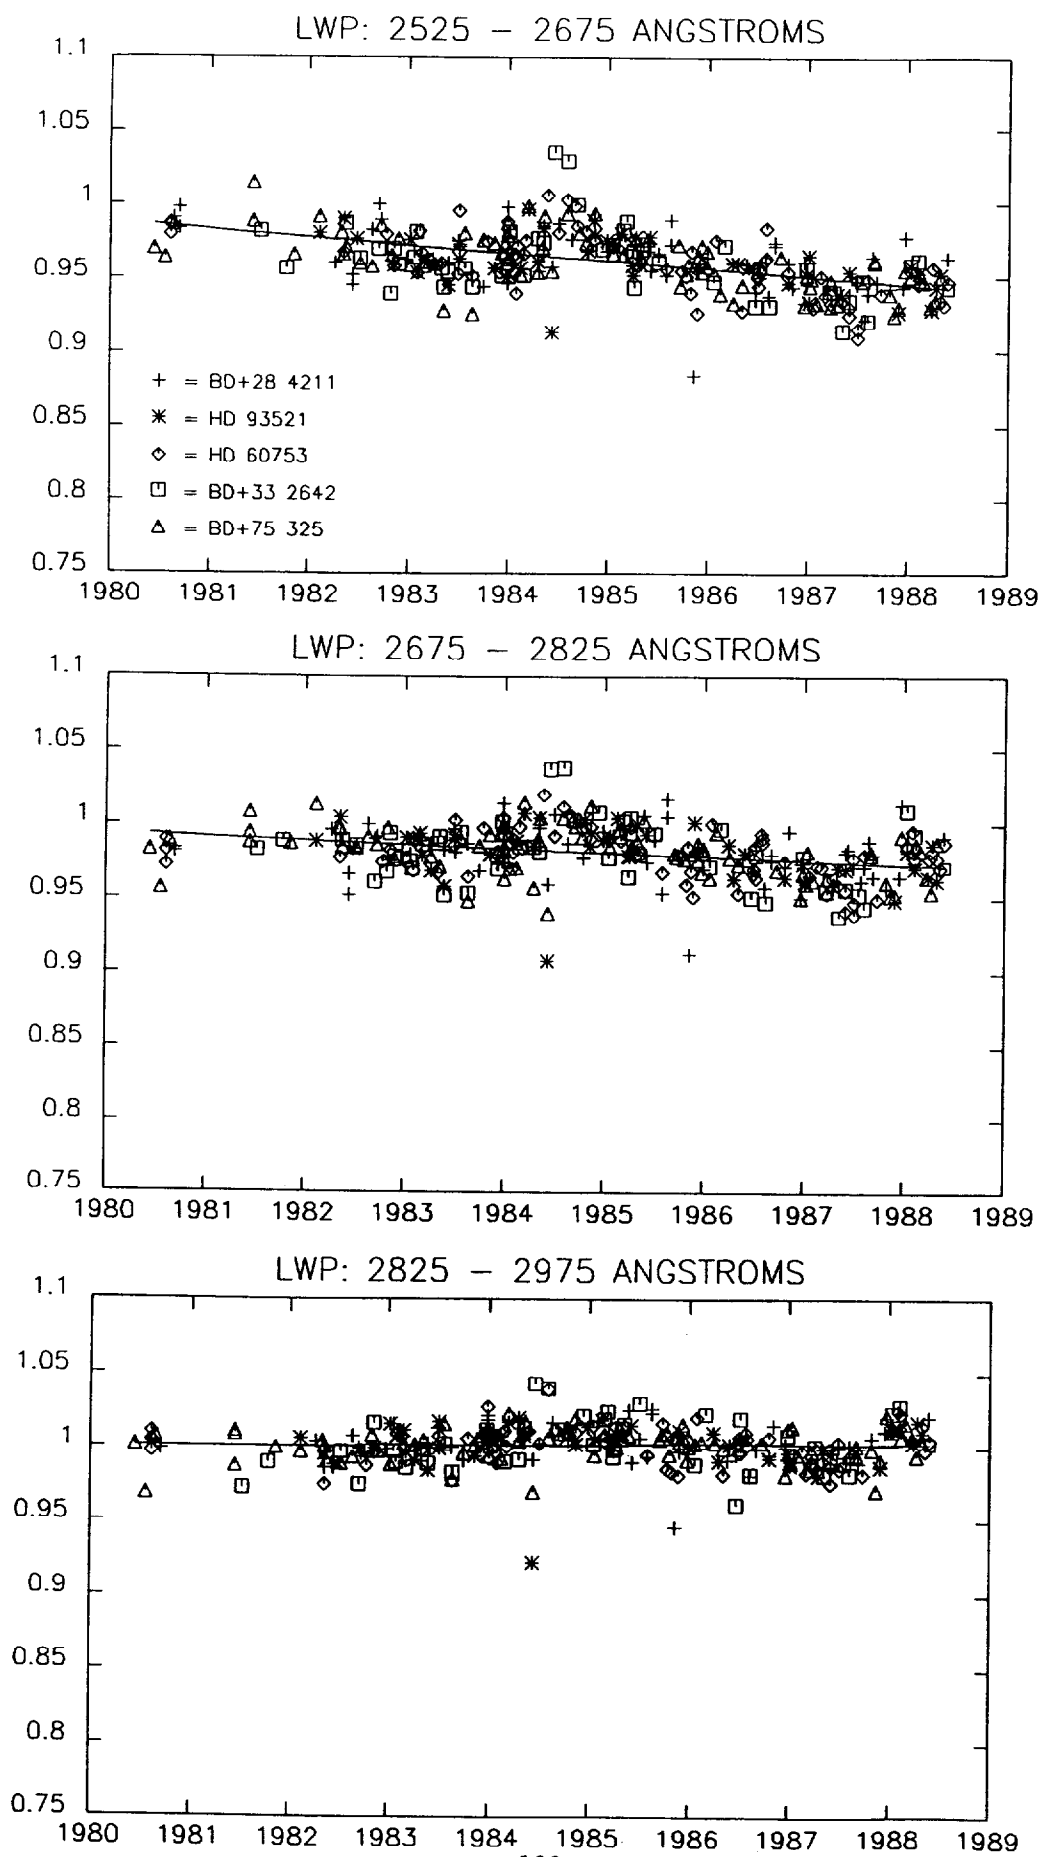 LWP: 2525 – 2675 ANGSTROMS
1.1
1.05
1
0.95
0.9
+ = BD+28 4211
0.85
= HD 93521
= HD 60753
0.8
= BD+33 2642
= BD+75 325
0.75
1980 1981 1982 1983 1984 1985 1986 1987 1988 1989
LWP: 2675 – 2825 ANGSTROMS
1.1
1.05
1
0.95
0.9
0.85
0.8
0.75
1980 1981 1982 1983 1984 1985 1986 1987 1988 1989
LWP: 2825 – 2975 ANGSTROMS
1.1
1.05
1
0.95
0.9
0.85
0.8
0.75
1980 1981 1982 1983 1984 1985 1986 1987 1988 1989